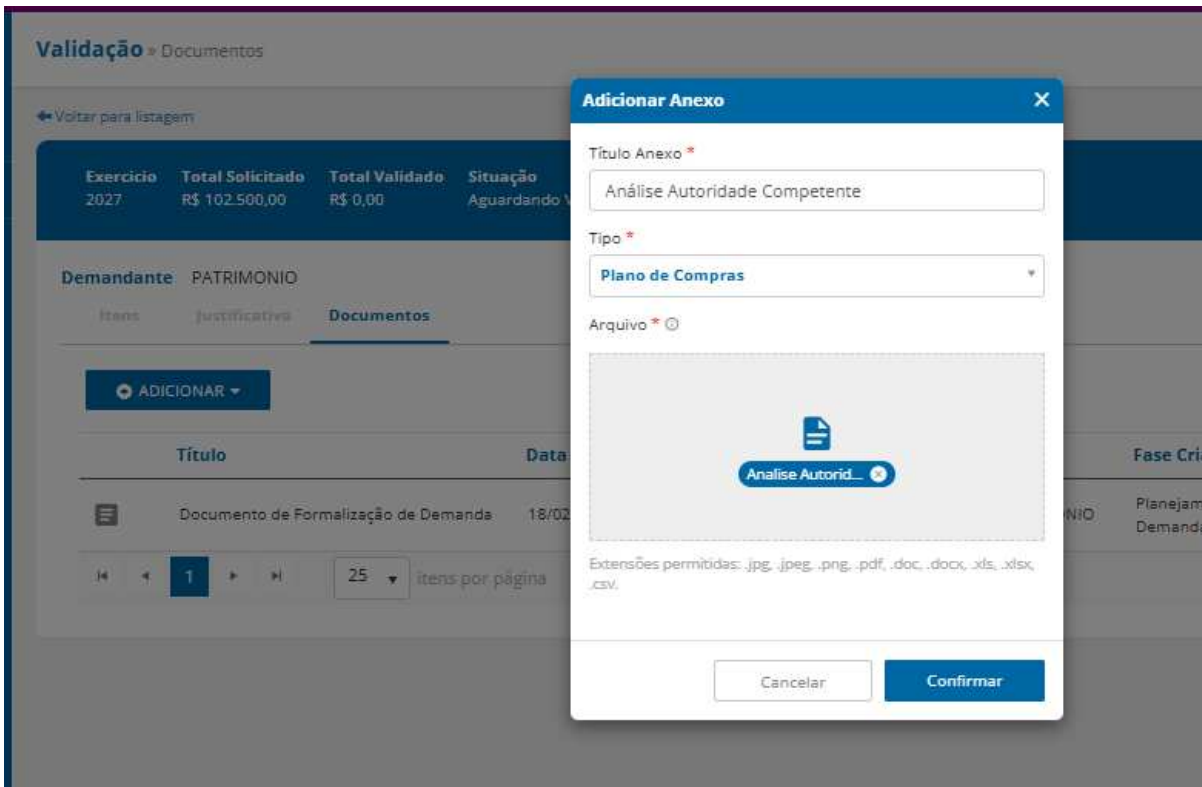 Validação » Documentos
Voltar para listagem
Exercicio Total Solicitado Total Validado Situação
2027 R$ 102.500,00 R$ 0,00 Aguardando
Demandante PATRIMONIO
Itens Justificativa Documentos
ADICIONAR
Título Data Fase Cri
Documento de Formalização de Demanda 18/02 NIO Planejam
Demanda
1 25 itens por página
Adicionar Anexo
Título Anexo *
Análise Autoridade Competente
Tipo *
Plano de Compras
Arquivo *
Analise Autorid...
Extensões permitidas: .jpg, .jpeg, .png, .pdf, .doc, .docx, .xls, .xlsx,
.csv.
Cancelar Confirmar